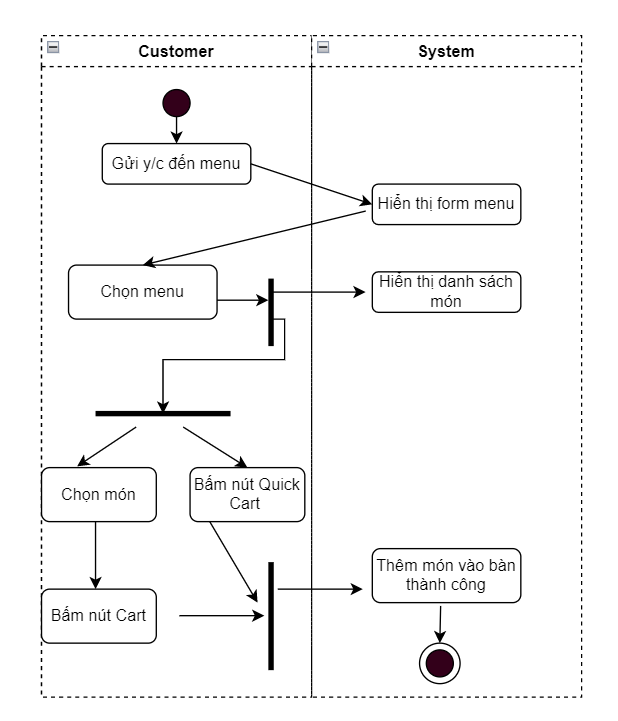 Customer
System
Gửi y/c đến menu
Hiển thị form menu
Chọn menu
Hiển thị danh sách
món
Chọn món
Bấm nút Quick
Cart
Thêm món vào bàn
thành công
Bấm nút Cart